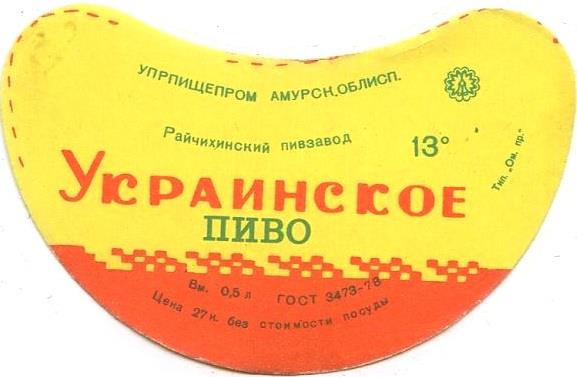 УПРПИЩЕПРОМ АМУРСК.ОБЛИСП.
Райчихинский пивзавод
13°
Тип. „Ом. пр."
УКРАИНСКОЕ
ПИВО
Вм. 0,5 л ГОСТ 3473-78
Цена 27 к. без стоимости посуды